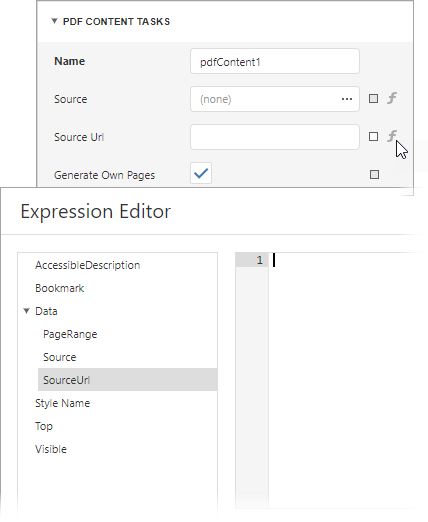 PDF CONTENT TASKS
Name pdfContent1
Source (none) ...
Source Url f
Generate Own Pages
Expression Editor
AccessibleDescription
Bookmark
Data
PageRange
Source
SourceUrl
Style Name
Top
Visible
1